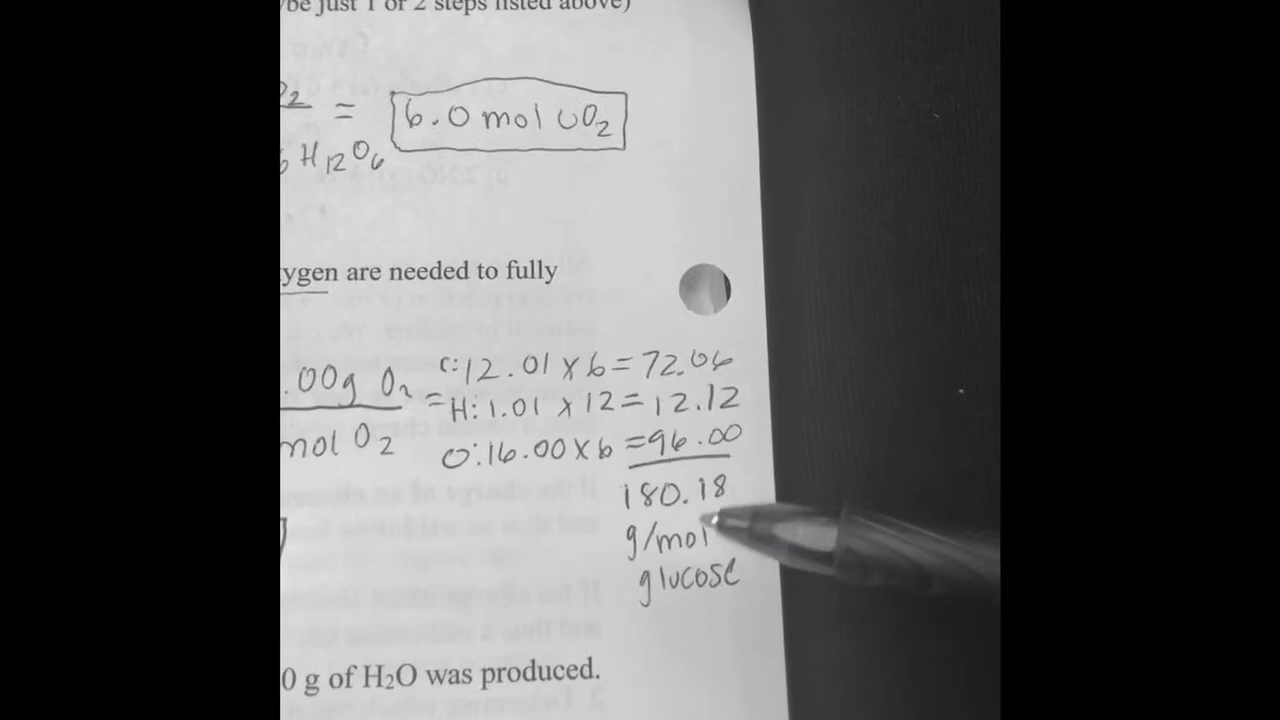 be just 1 or 2 steps listed above)
O2 = 6.0 mol CO2
6 H12O6
ygen are needed to fully
.00g O2 = C: 12.01 x 6 = 72.06
H: 1.01 x 12 = 12.12
mol O2
O: 16.00 x 6 = 96.00
180.18
g/mol
glucose
0 g of H2O was produced.